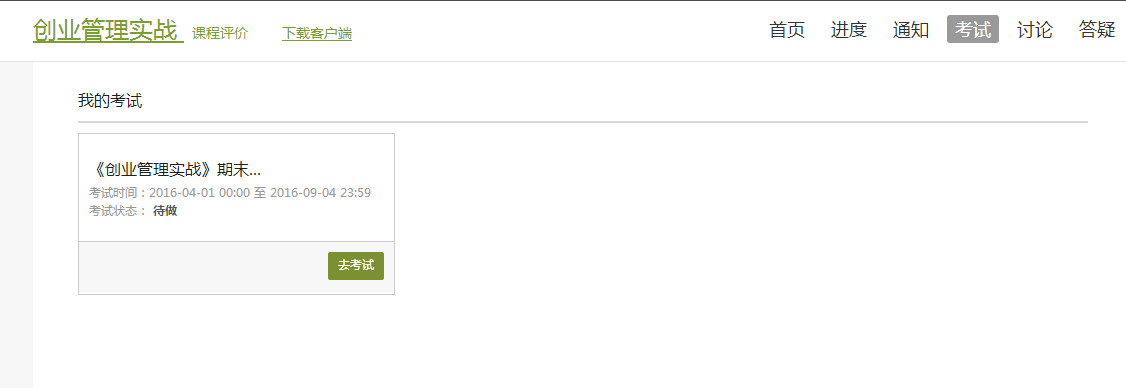 创业管理实战 课程评价 下载客户端 首页 进度 通知 考试 讨论 答疑
我的考试
《创业管理实战》期末...
考试时间：2016-04-01 00:00 至 2016-09-04 23:59
考试状态： 待做
去考试